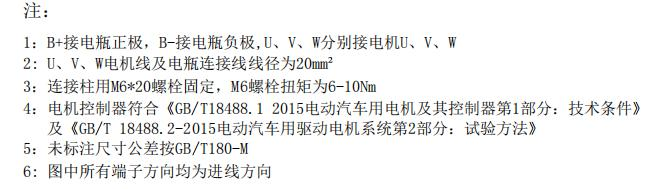 注:
1: B+接电瓶正极，B-接电瓶负极,U、V、W分别接电机U、V、W
2: U、V、W电机线及电瓶连接线线径为20mm²
3: 连接柱用M6*20螺栓固定，M6螺栓扭矩为6-10Nm
4: 电机控制器符合《GB/T18488.1 2015电动汽车用电机及其控制器第1部分: 技术条件》
及《GB/T 18488.2-2015电动汽车用驱动电机系统第2部分: 试验方法》
5: 未标注尺寸公差按GB/T180-M
6: 图中所有端子方向均为进线方向